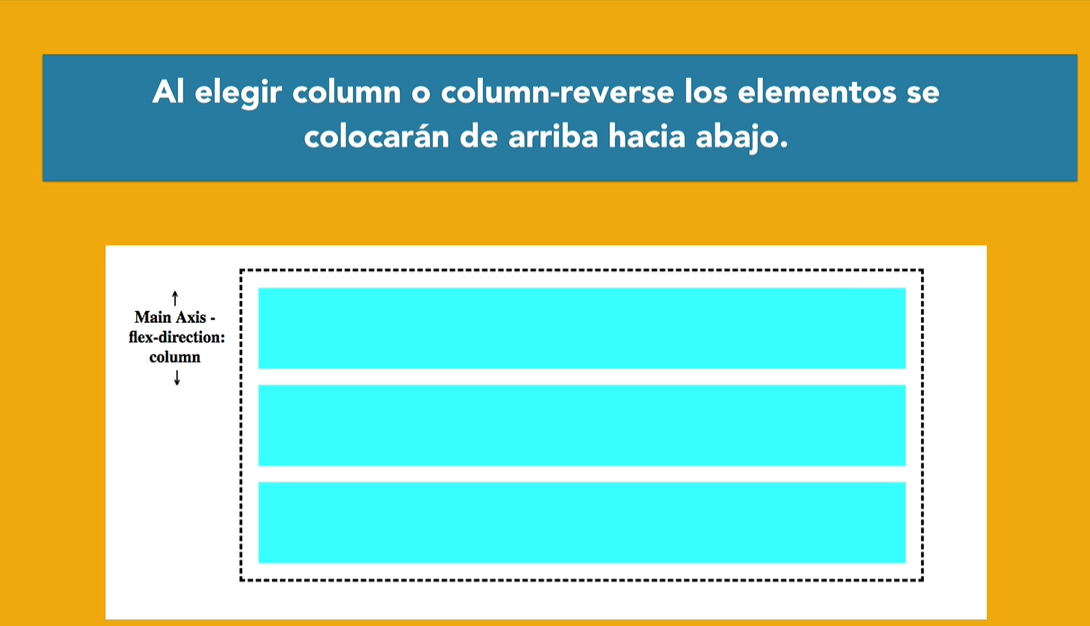 Al elegir column o column-reverse los elementos se
colocarán de arriba hacia abajo.
↑
Main Axis -
flex-direction:
column
↓